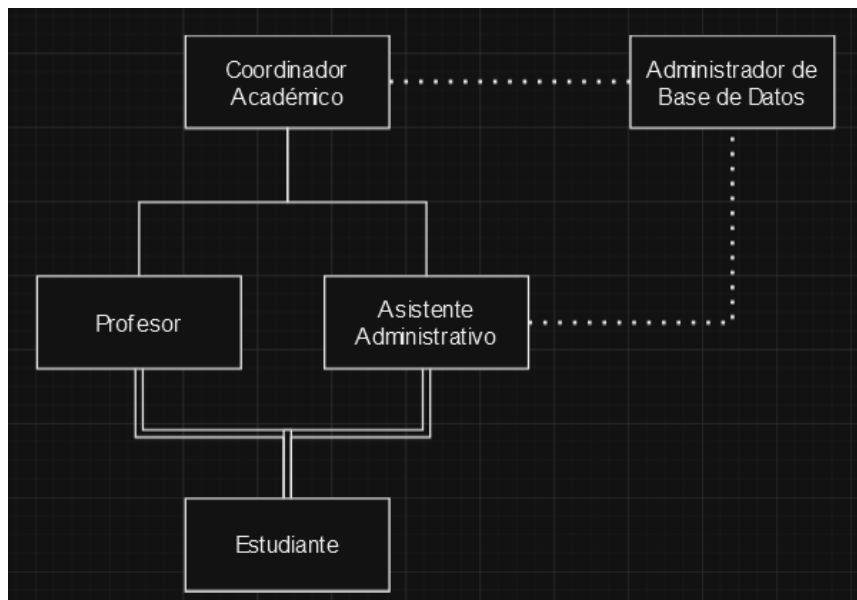 Coordinador
Académico
Administrador de
Base de Datos
Profesor
Asistente
Administrativo
Estudiante